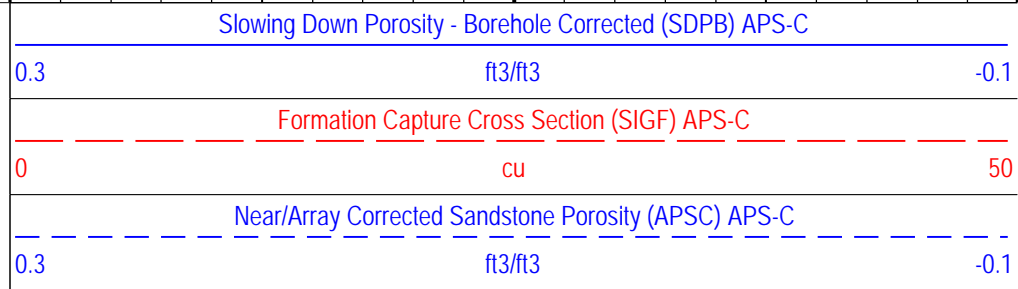 Slowing Down Porosity - Borehole Corrected (SDPB) APS-C
0.3 ft3/ft3 -0.1
Formation Capture Cross Section (SIGF) APS-C
0 cu 50
Near/Array Corrected Sandstone Porosity (APSC) APS-C
0.3 ft3/ft3 -0.1